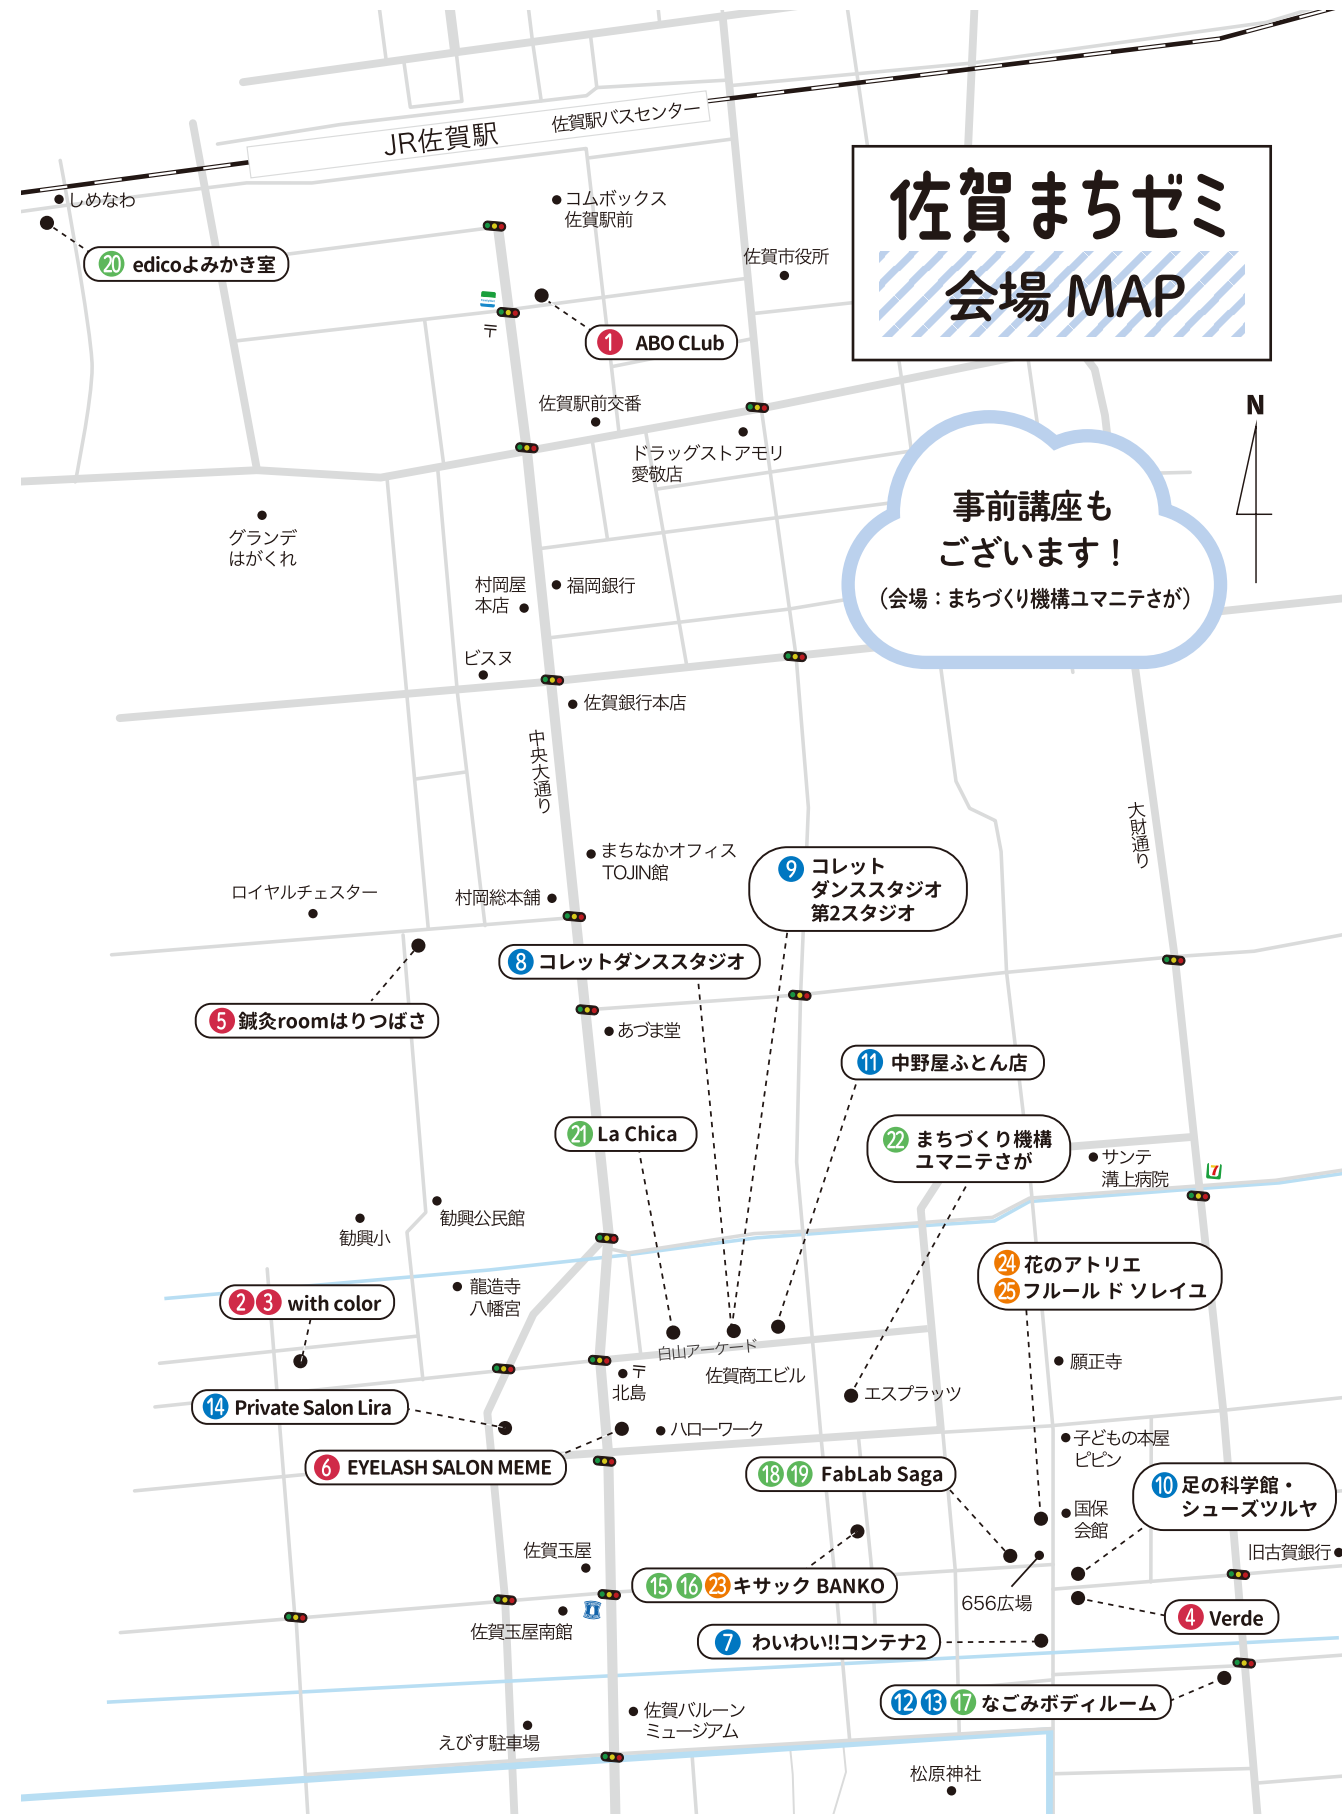 JR佐賀駅
佐賀駅バスセンター
佐賀まちゼミ
会場 MAP
しめなわ
20 edicoよみかき室
コムボックス
佐賀駅前
佐賀市役所
〒
1 ABO CLub
佐賀駅前交番
ドラッグストアモリ
愛敬店
N
事前講座も
ございます！
（会場：まちづくり機構ユマニテさが）
グランデ
はがくれ
村岡屋
本店
福岡銀行
ビスヌ
佐賀銀行本店
中央大通り
大財通り
まちなかオフィス
TOJIN館
ロイヤルチェスター
村岡総本舗
9 コレット
ダンススタジオ
第2スタジオ
8 コレットダンススタジオ
5 鍼灸roomはりつばさ
あづま堂
11 中野屋ふとん店
21 La Chica
22 まちづくり機構
ユマニテさが
サンテ
溝上病院
7
勧興公民館
勧興小
龍造寺
八幡宮
24 花のアトリエ
25 フルール ド ソレイユ
2 3 with color
白山アーケード
佐賀商工ビル
〒
北島
願正寺
エスプラッツ
14 Private Salon Lira
ハローワーク
子どもの本屋
ピピン
6 EYELASH SALON MEME
18 19 FabLab Saga
10 足の科学館・
シューズツルヤ
国保
会館
佐賀玉屋
旧古賀銀行
15 16 23 キサック BANKO
656広場
4 Verde
佐賀玉屋南館
7 わいわい!!コンテナ2
12 13 17 なごみボディルーム
佐賀バルーン
ミュージアム
えびす駐車場
松原神社